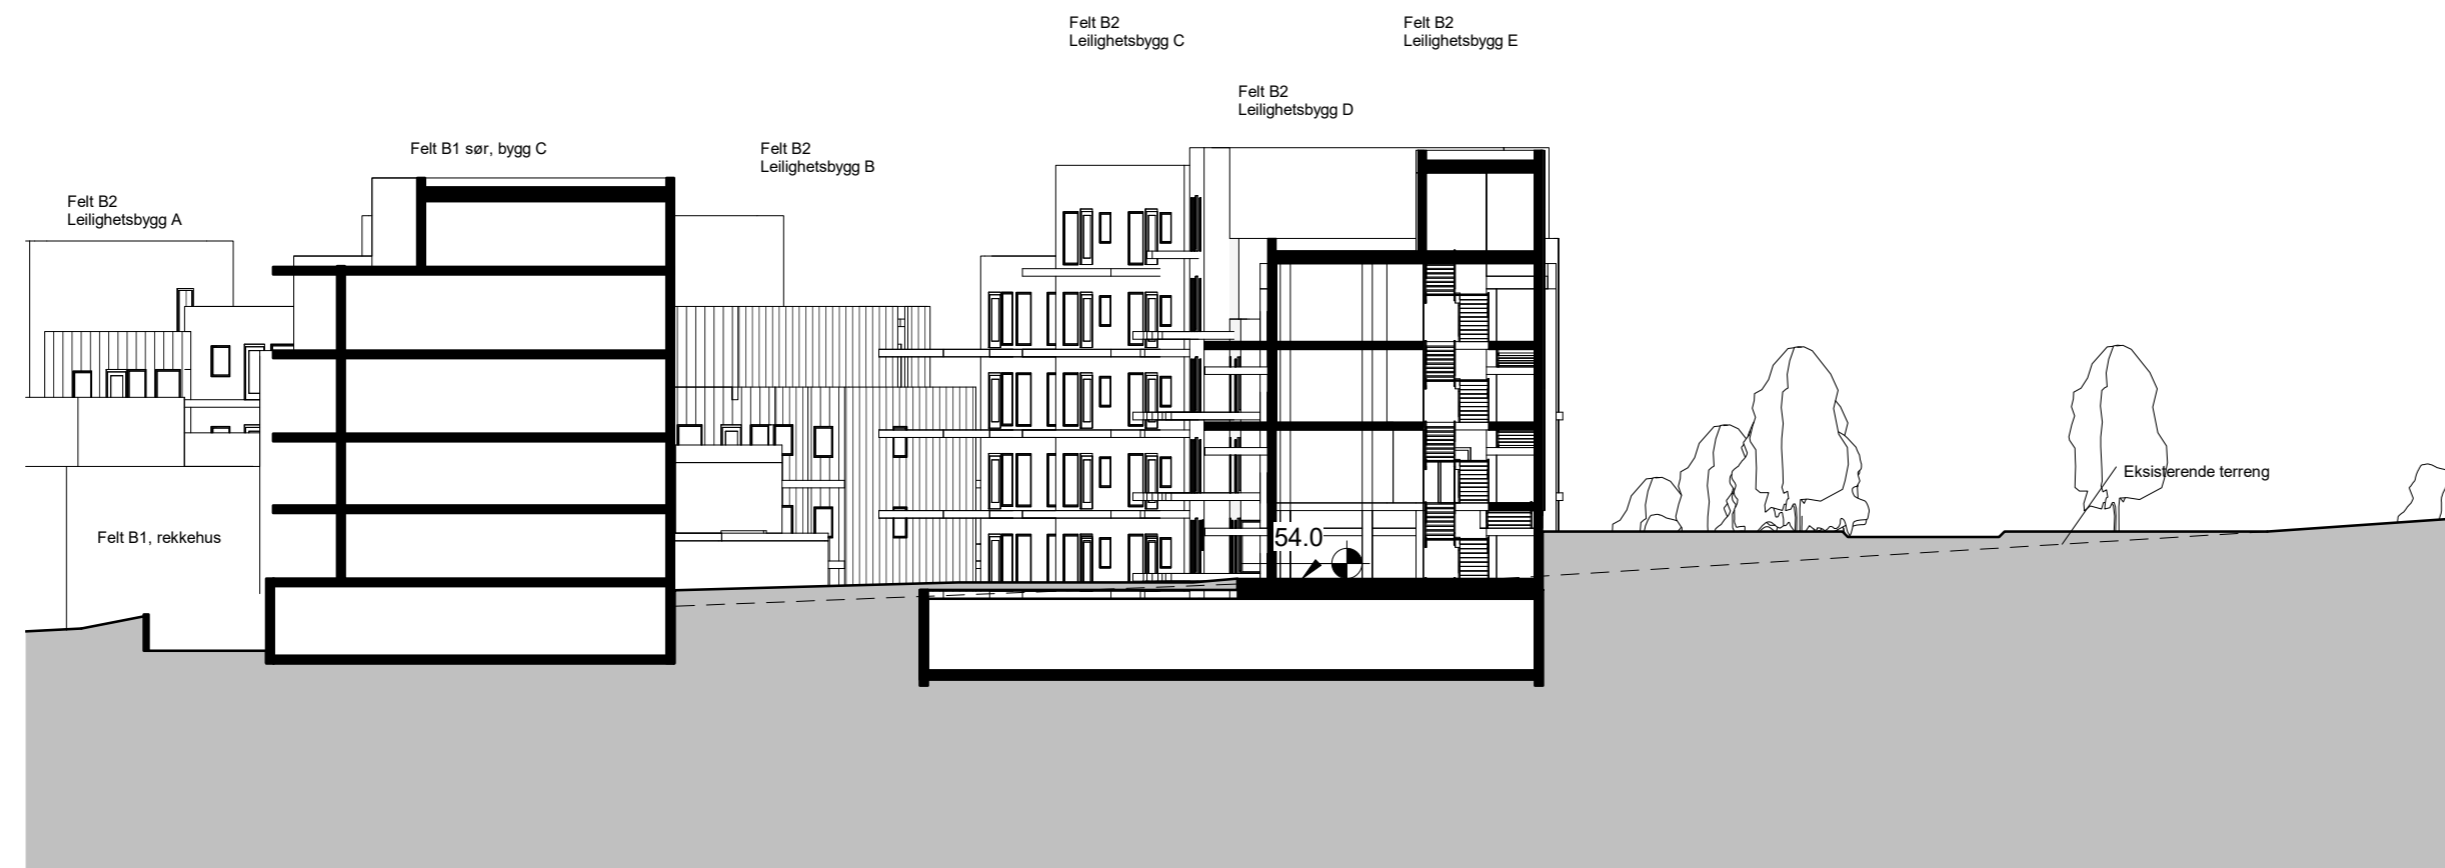 Felt B2
Leilighetsbygg C
Felt B2
Leilighetsbygg E
Felt B2
Leilighetsbygg D
Felt B1 sør, bygg C
Felt B2
Leilighetsbygg B
Felt B2
Leilighetsbygg A
Eksisterende terreng
Felt B1, rekkehus
54.0